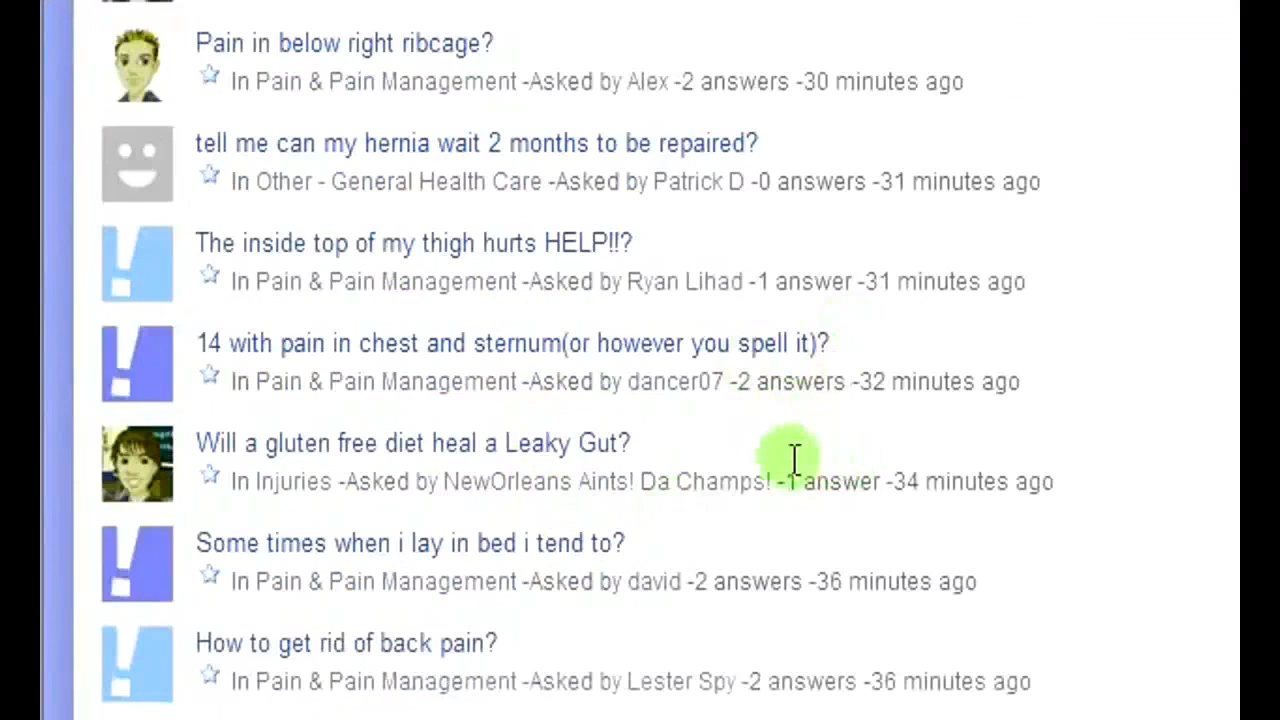 Pain in below right ribcage?
In Pain & Pain Management -Asked by Alex -2 answers -30 minutes ago
tell me can my hernia wait 2 months to be repaired?
In Other - General Health Care -Asked by Patrick D -0 answers -31 minutes ago
The inside top of my thigh hurts HELP!!?
In Pain & Pain Management -Asked by Ryan Lihad -1 answer -31 minutes ago
14 with pain in chest and sternum(or however you spell it)?
In Pain & Pain Management -Asked by dancer07 -2 answers -32 minutes ago
Will a gluten free diet heal a Leaky Gut?
In Injuries -Asked by NewOrleans Aints! Da Champs! -1 answer -34 minutes ago
Some times when i lay in bed i tend to?
In Pain & Pain Management -Asked by david -2 answers -36 minutes ago
How to get rid of back pain?
In Pain & Pain Management -Asked by Lester Spy -2 answers -36 minutes ago